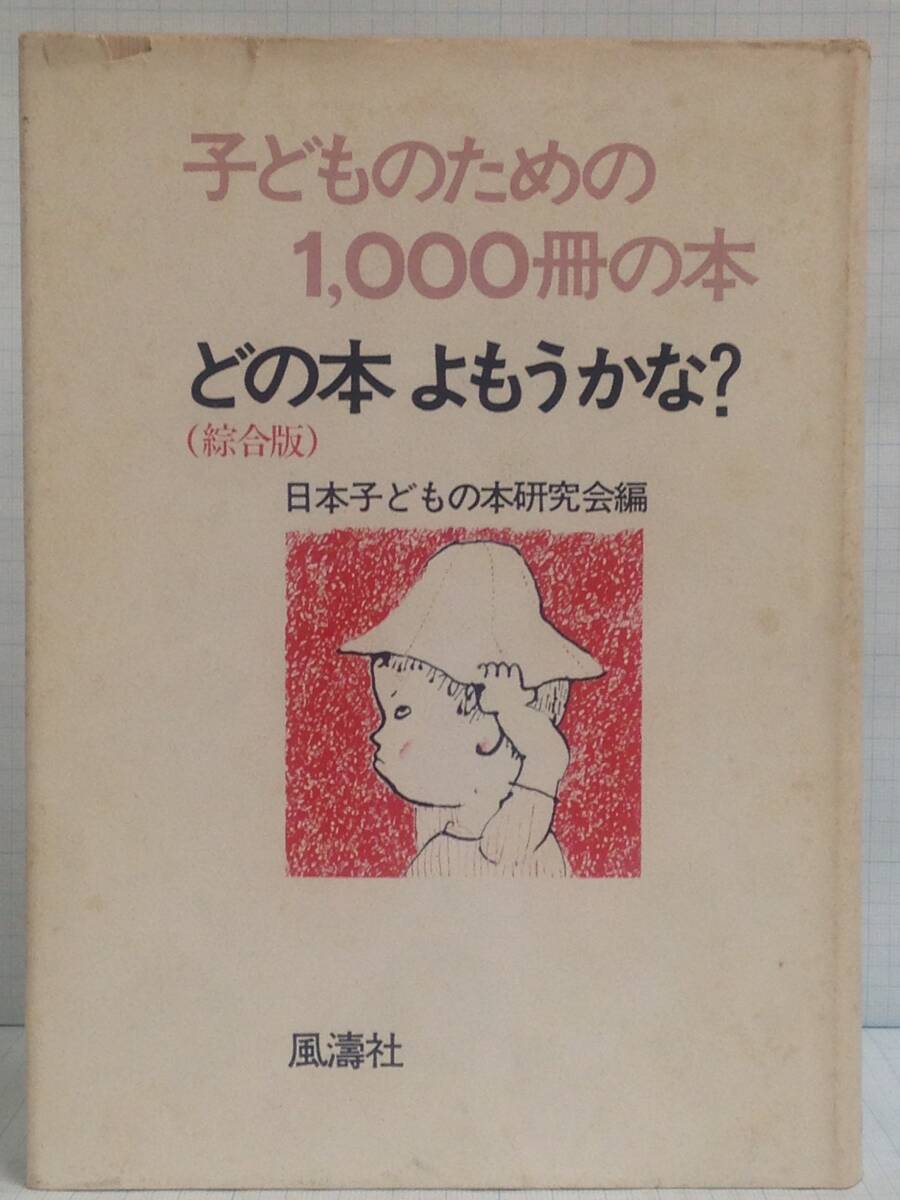 子どものための
1,000冊の本
どの本 よもうかな?
(綜合版)
日本子どもの本研究会編
風濤社